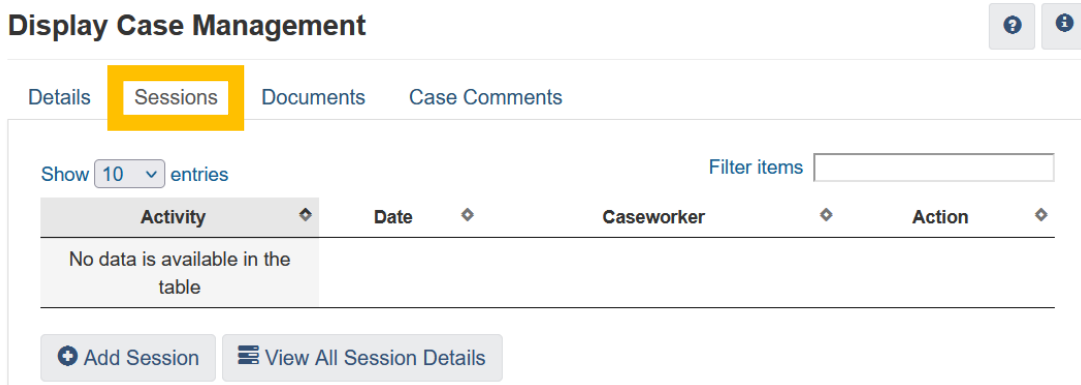 Display Case Management
Details Sessions Documents Case Comments
Show 10 entries Filter items
Activity Date Caseworker Action
No data is available in the
table
Add Session View All Session Details